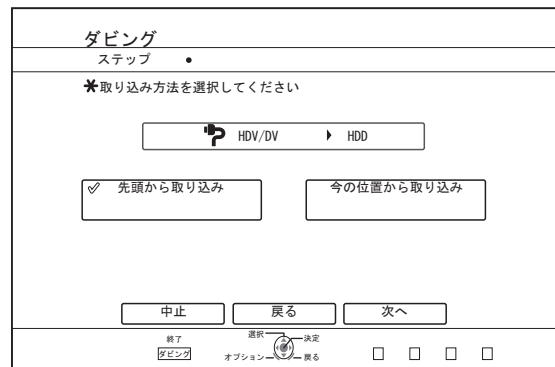 ダビング
ステップ ●
✱取り込み方法を選択してください
HDV/DV ▶ HDD
✓ 先頭から取り込み
今の位置から取り込み
中止
戻る
次へ
終了
ダビング
選択
決定
オプション
戻る